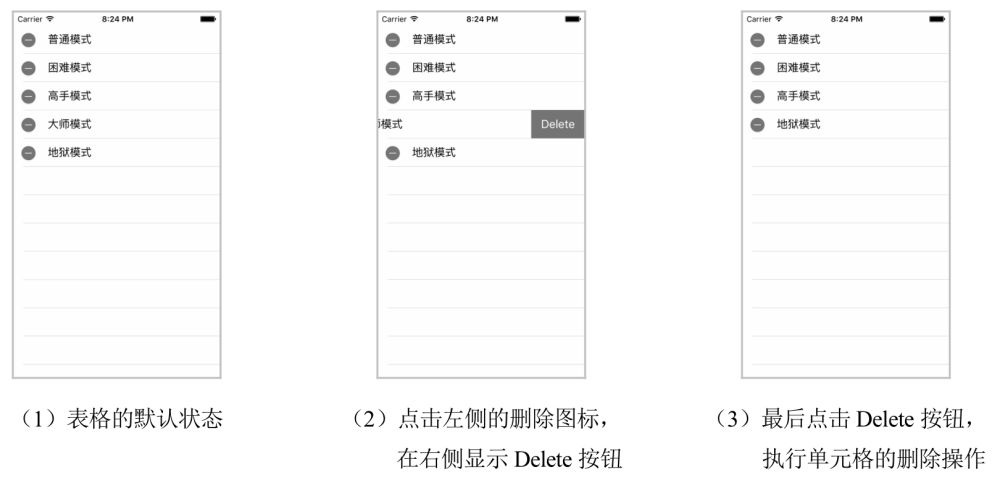 Carrier 8:24 PM
普通模式
困难模式
高手模式
大师模式
地狱模式
Carrier 8:24 PM
普通模式
困难模式
高手模式
模式 Delete
地狱模式
Carrier 8:24 PM
普通模式
困难模式
高手模式
地狱模式
（1）表格的默认状态
（2）点击左侧的删除图标，
在右侧显示 Delete 按钮
（3）最后点击 Delete 按钮，
执行单元格的删除操作